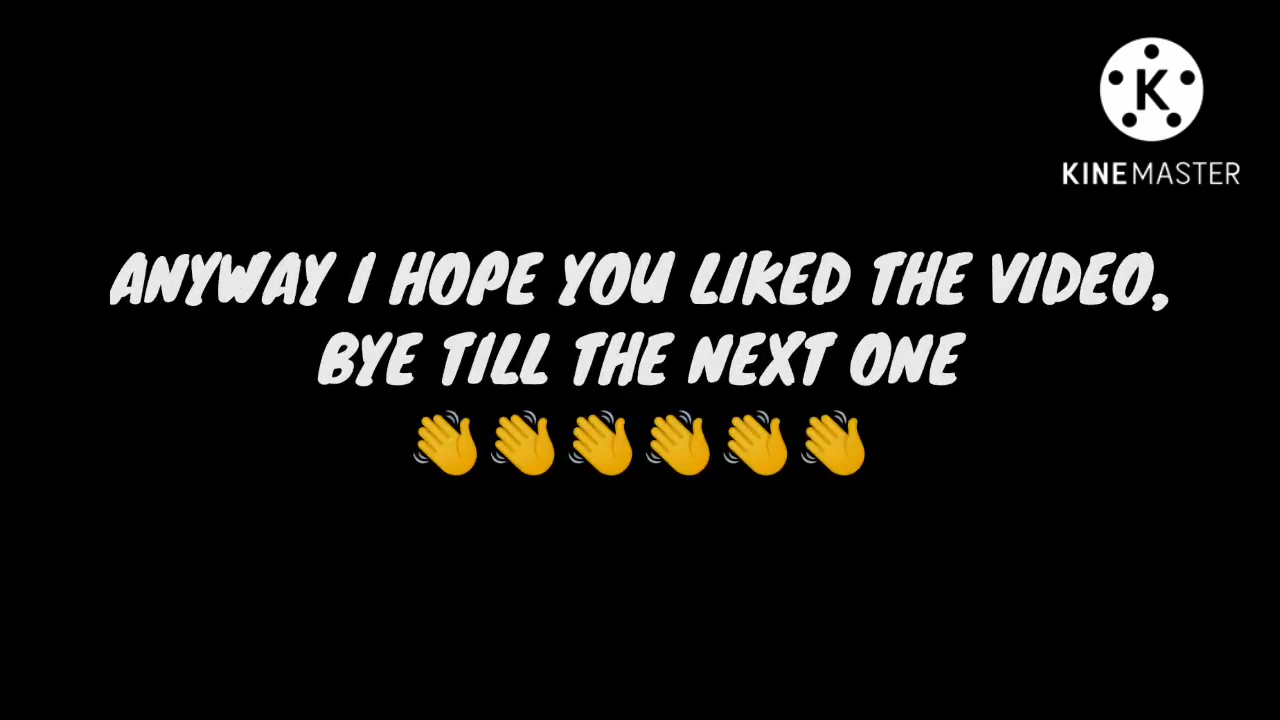 K
KINEMASTER
ANYWAY I HOPE YOU LIKED THE VIDEO,
BYE TILL THE NEXT ONE
👋👋👋👋👋👋